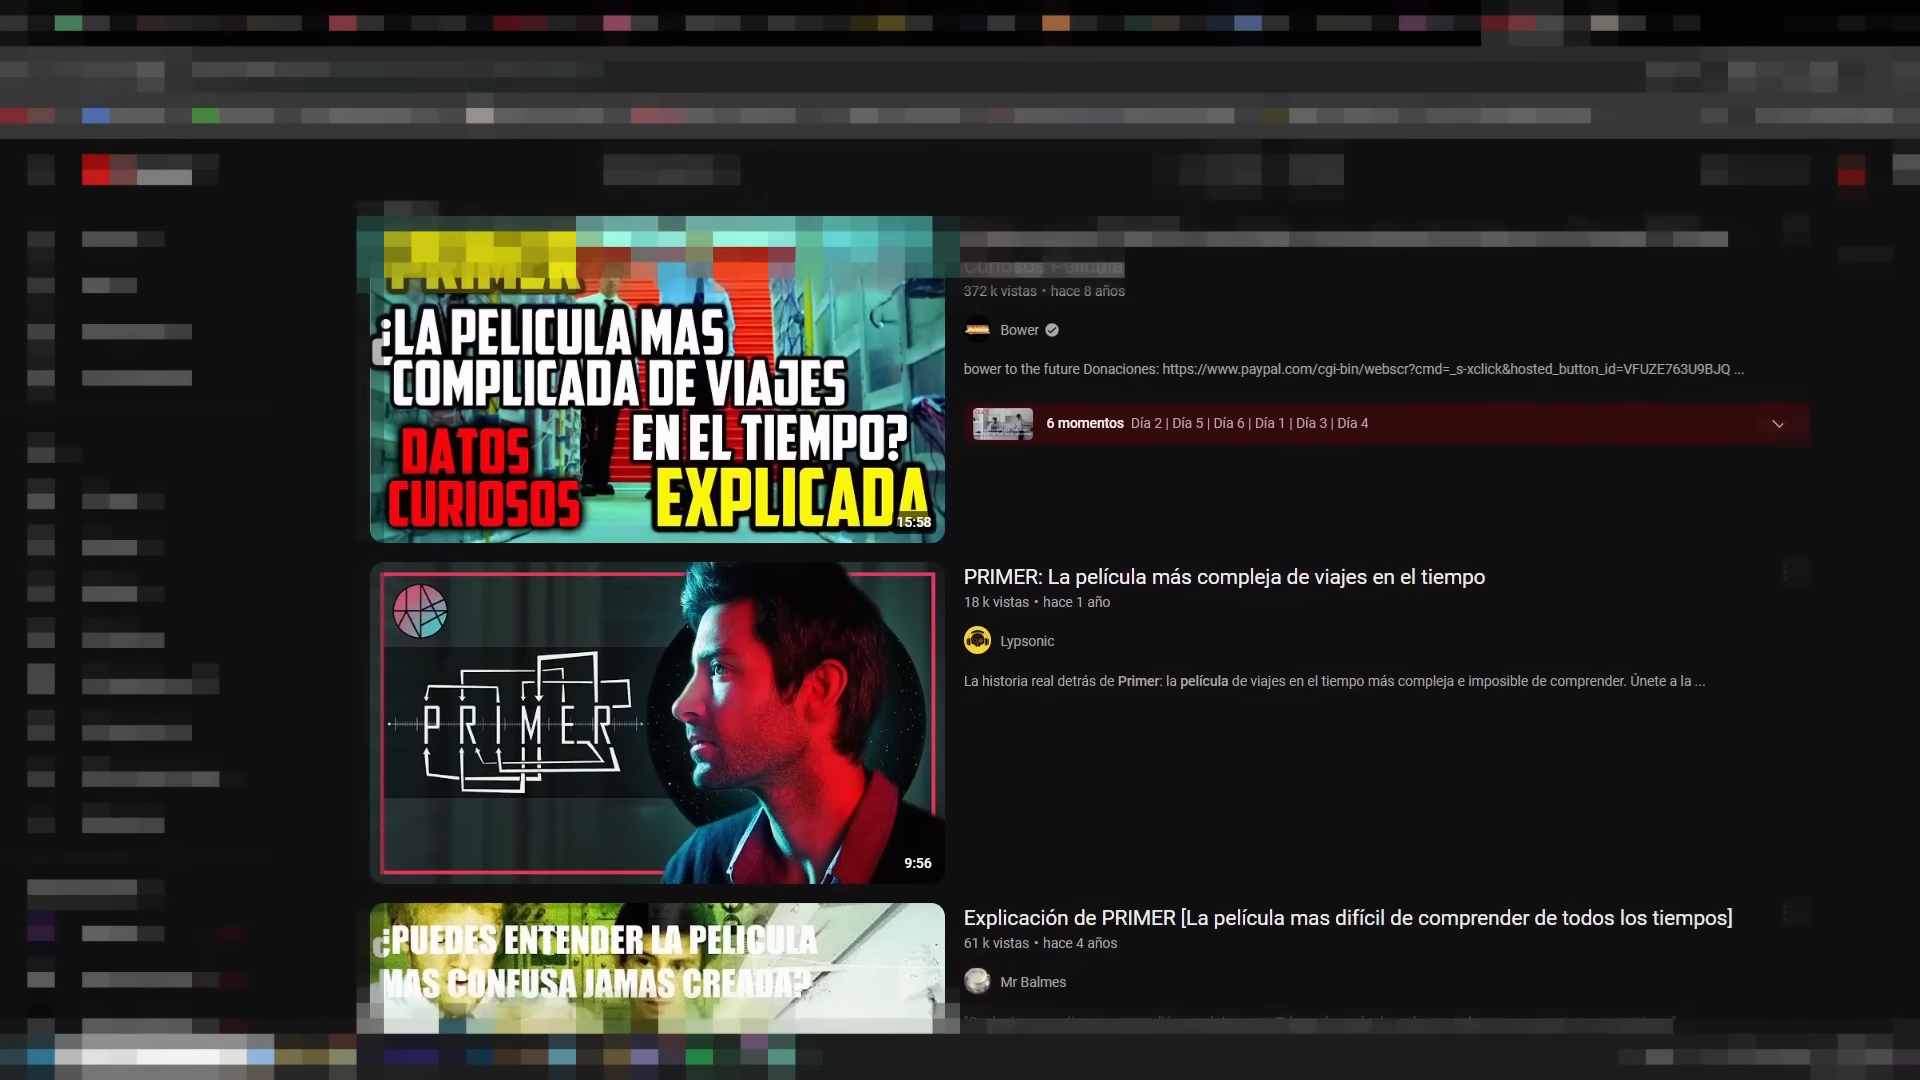 PRIMER
¿LA PELICULA MAS
COMPLICADA DE VIAJES
EN EL TIEMPO?
DATOS
CURIOSOS
EXPLICADA
15:58
Curiosos Pelicula
372 k vistas • hace 8 años
Bower
bower to the future Donaciones: https://www.paypal.com/cgi-bin/webscr?cmd=_s-xclick&hosted_button_id=VFUZE763U9BJQ ...
6 momentos Día 2 | Día 5 | Día 6 | Día 1 | Día 3 | Día 4
PRIMER
9:56
PRIMER: La película más compleja de viajes en el tiempo
18 k vistas • hace 1 año
Lypsonic
La historia real detrás de Primer: la película de viajes en el tiempo más compleja e imposible de comprender. Únete a la ...
¿PUEDES ENTENDER LA PELICULA
MAS CONFUSA JAMAS CREADA?
Explicación de PRIMER [La película mas difícil de comprender de todos los tiempos]
61 k vistas • hace 4 años
Mr Balmes